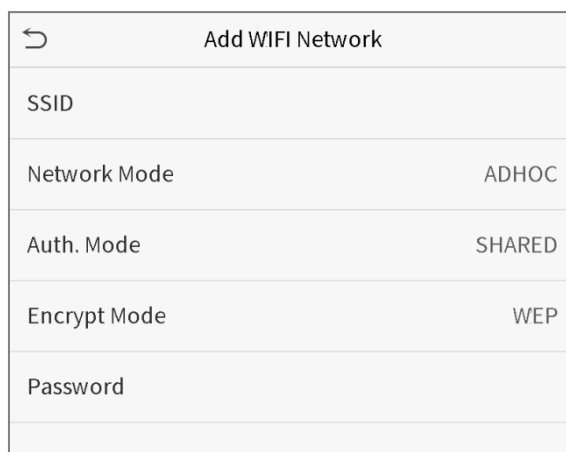 Add WIFI Network
SSID
Network Mode ADHOC
Auth. Mode SHARED
Encrypt Mode WEP
Password